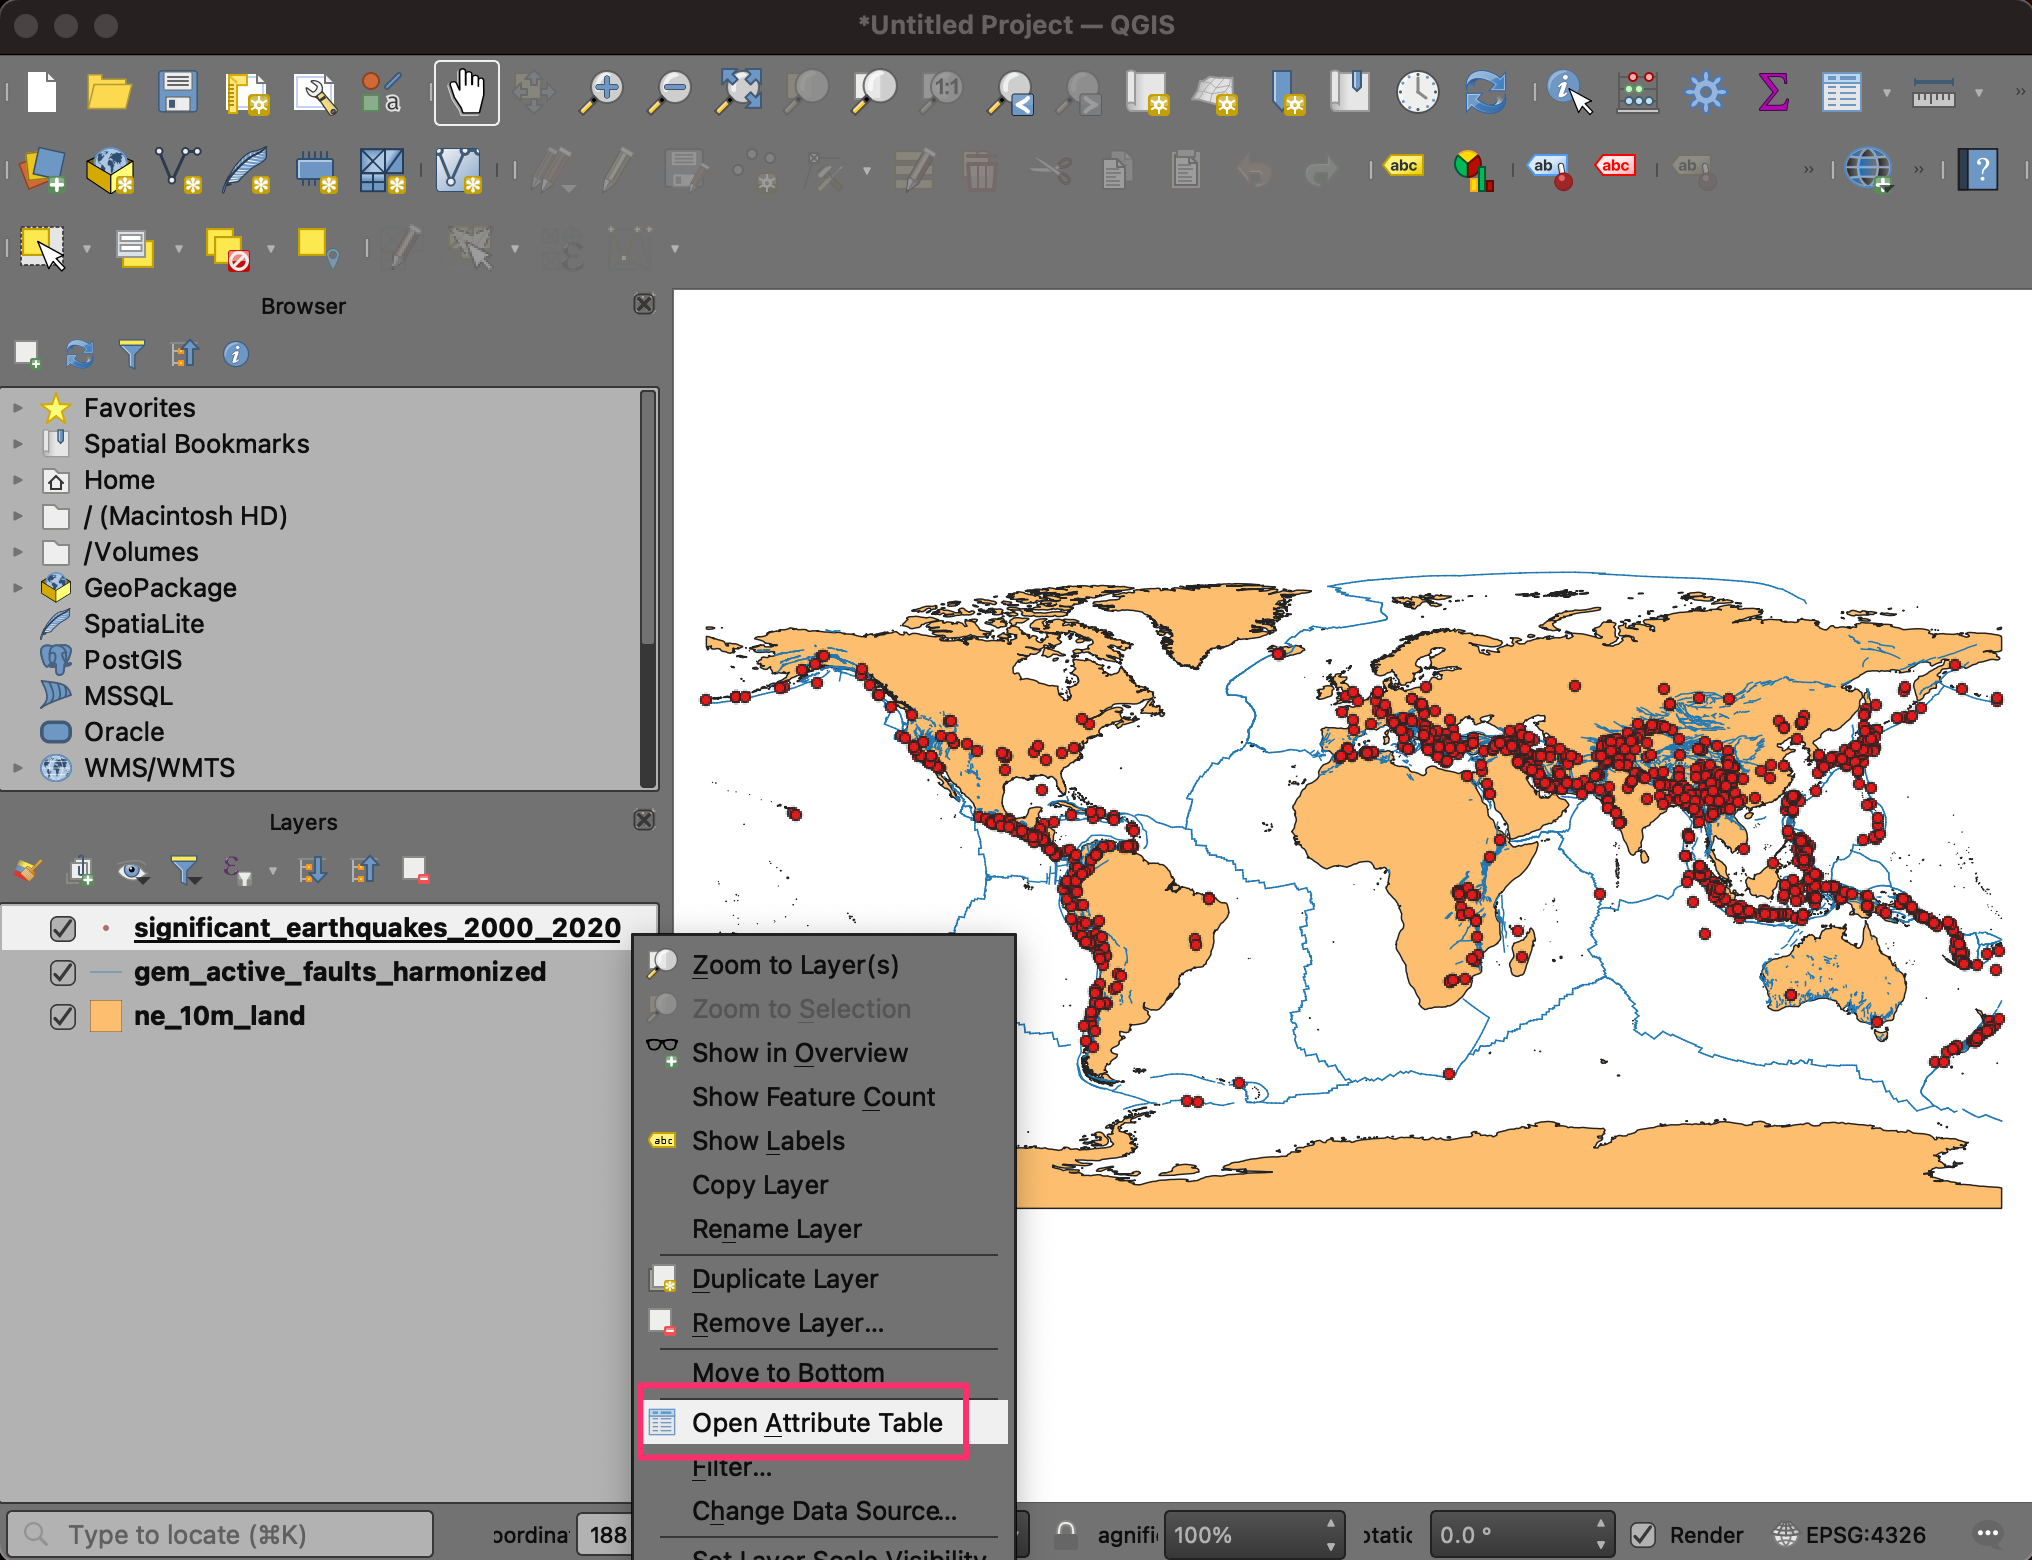 *Untitled Project — QGIS
1:1
a
abc
ab
abc
ab
Browser
Favorites
Spatial Bookmarks
Home
/ (Macintosh HD)
/Volumes
GeoPackage
SpatiaLite
PostGIS
MSSQL
Oracle
WMS/WMTS
Layers
significant_earthquakes_2000_2020
gem_active_faults_harmonized
ne_10m_land
Zoom to Layer(s)
Zoom to Selection
Show in Overview
Show Feature Count
abc Show Labels
Copy Layer
Rename Layer
Duplicate Layer
Remove Layer...
Move to Bottom
Open Attribute Table
Filter...
Change Data Source...
Set Layer Scale Visibility
Type to locate (⌘K)
oordina 188
agnifi 100%
otatic 0.0 °
Render
EPSG:4326